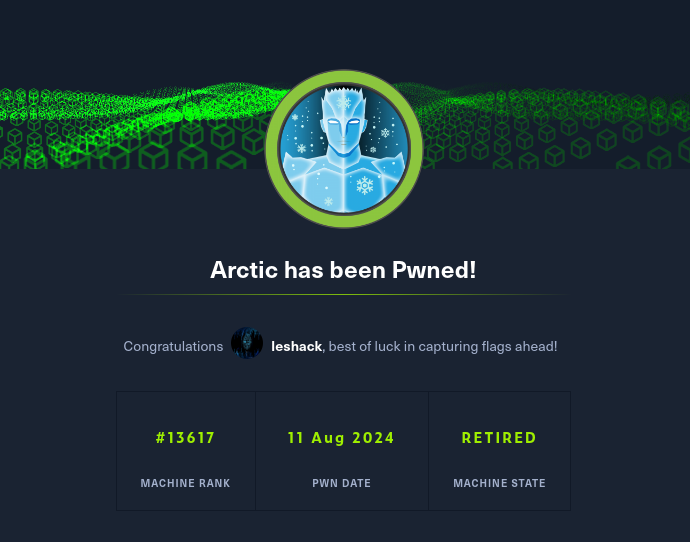 Arctic has been Pwned!
Congratulations leshack, best of luck in capturing flags ahead!
#13617 11 Aug 2024 RETIRED
MACHINE RANK PWN DATE MACHINE STATE